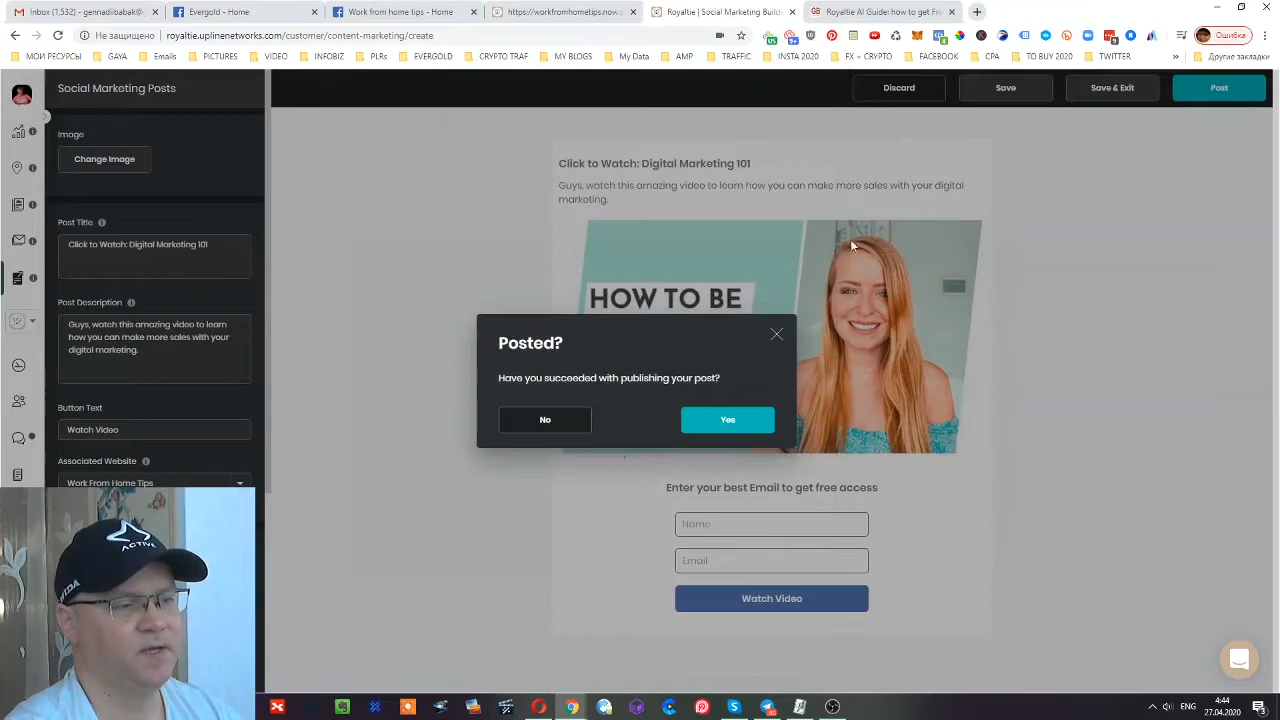 Inbox (1,532) - gnadialbabak@g
Evergold - Home
Work from home tips - Home
https://workfromhometips.now.s
Royaltie | Social Marketing Build
Royaltie AI Guide: how to get Fr
Не защищено
royaltie.uplinenetworks.com/customer/content-marketing/create
Ошибка
МОИ РЕСУРСЫ
GAYA
Emails
PICTURES
VIDEO
INFOBIZ
PLRs
EVERGOLD
CRYPTO TRAF
MY BLOGS
My Data
AMP
TRAFFIC
INSTA 2020
FX + CRYPTO
FACEBOOK
CPA
TO BUY 2020
TWITTER
»
Другие закладки
Social Marketing Posts
Discard
Save
Save & Exit
Post
Image
Change Image
Post Title
Click to Watch: Digital Marketing 101
Post Description
Guys, watch this amazing video to learn
how you can make more sales with your
digital marketing.
Button Text
Watch Video
Associated Website
Work From Home Tips
Click to Watch: Digital Marketing 101
Guys, watch this amazing video to learn how you can make more sales with your digital
marketing.
HOW TO BE
Posted?
Have you succeeded with publishing your post?
No
Yes
Enter your best Email to get free access
Name
Email
Watch Video
ACTIVE
4:44
27.04.2020